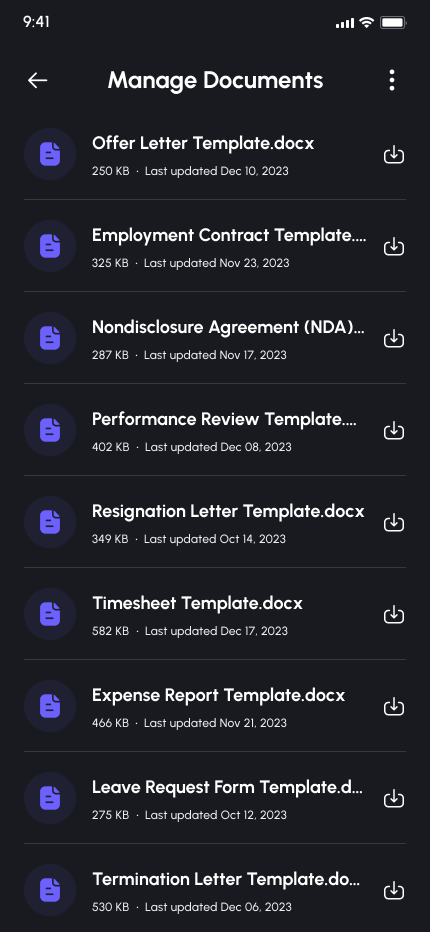 9:41
Manage Documents
Offer Letter Template.docx
250 KB · Last updated Dec 10, 2023
Employment Contract Template....
325 KB · Last updated Nov 23, 2023
Nondisclosure Agreement (NDA)...
287 KB · Last updated Nov 17, 2023
Performance Review Template....
402 KB · Last updated Dec 08, 2023
Resignation Letter Template.docx
349 KB · Last updated Oct 14, 2023
Timesheet Template.docx
582 KB · Last updated Dec 17, 2023
Expense Report Template.docx
466 KB · Last updated Nov 21, 2023
Leave Request Form Template.d...
275 KB · Last updated Oct 12, 2023
Termination Letter Template.do...
530 KB · Last updated Dec 06, 2023